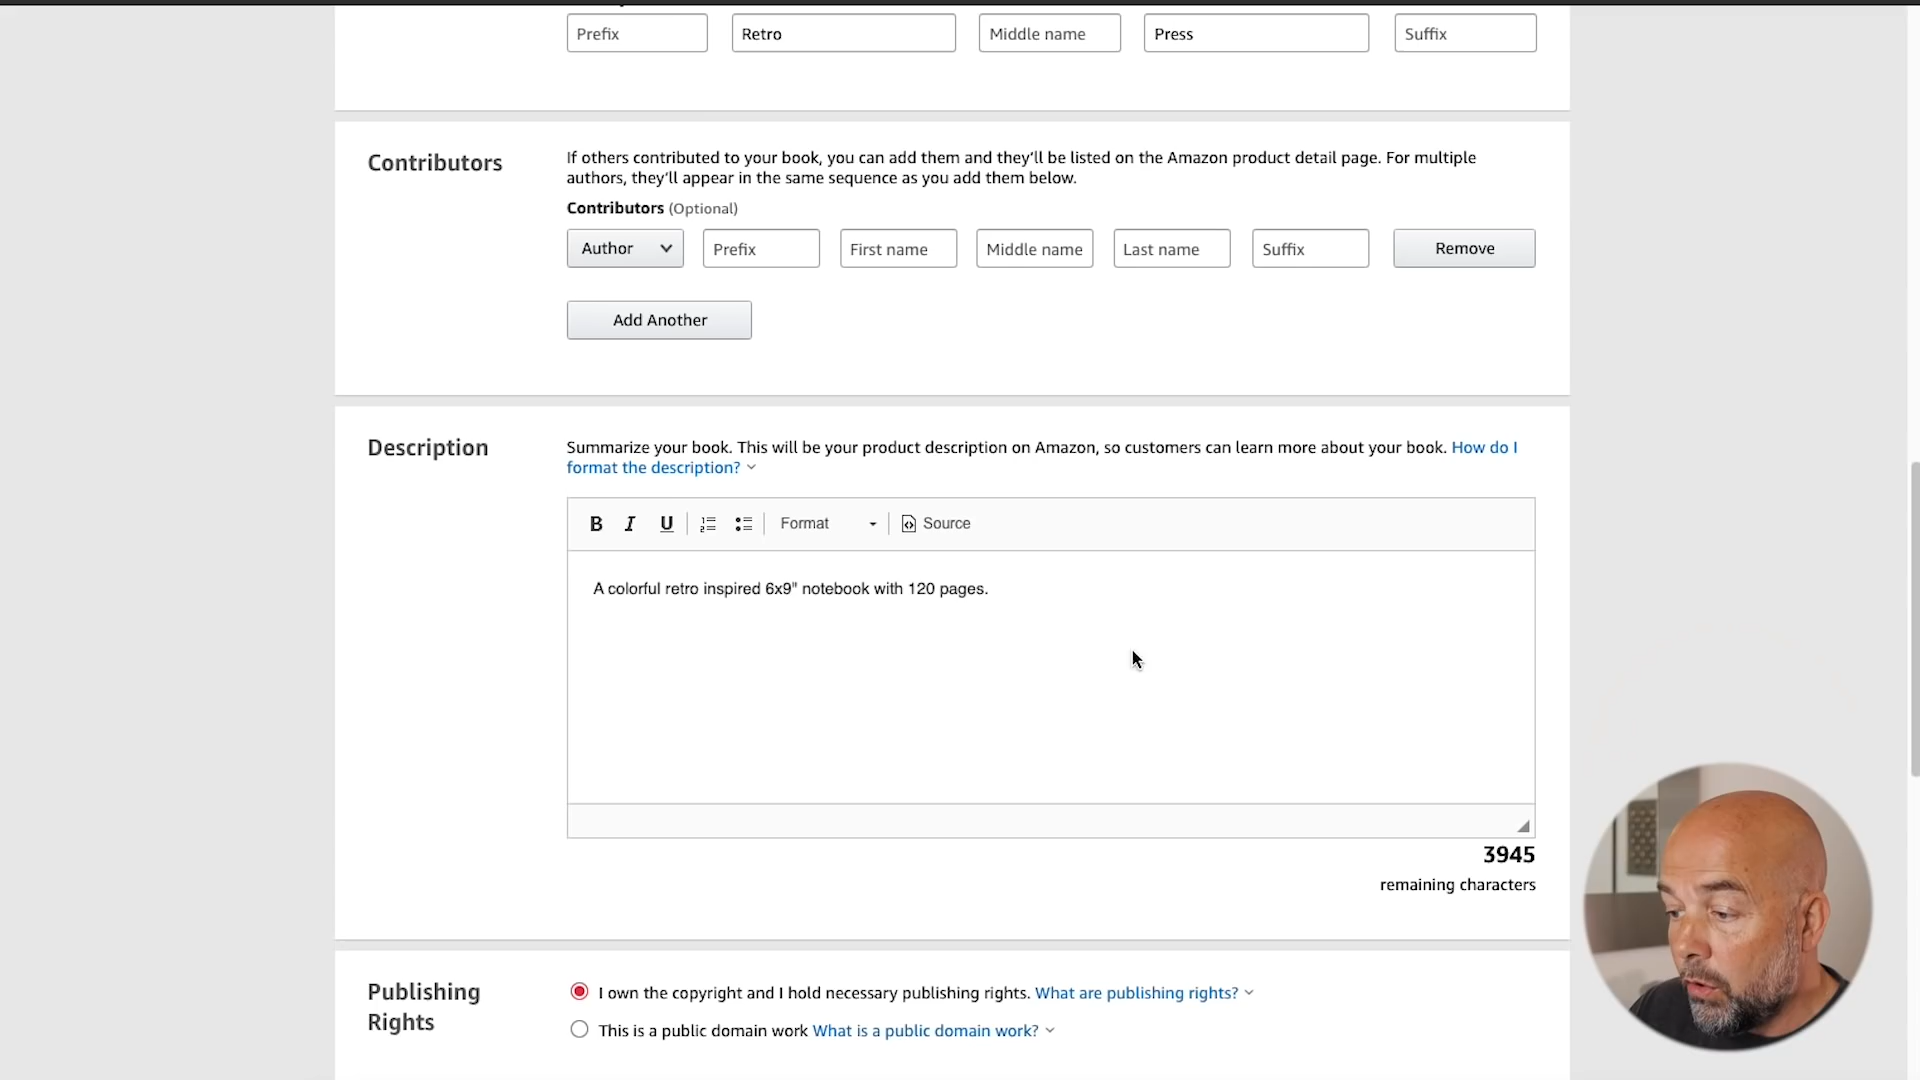 Prefix Retro Middle name Press Suffix
Contributors
If others contributed to your book, you can add them and they'll be listed on the Amazon product detail page. For multiple
authors, they'll appear in the same sequence as you add them below.
Contributors (Optional)
Author Prefix First name Middle name Last name Suffix Remove
Add Another
Description
Summarize your book. This will be your product description on Amazon, so customers can learn more about your book. How do I
format the description?
B I U Format Source
A colorful retro inspired 6x9" notebook with 120 pages.
3945
remaining characters
Publishing
Rights
I own the copyright and I hold necessary publishing rights. What are publishing rights?
This is a public domain work What is a public domain work?